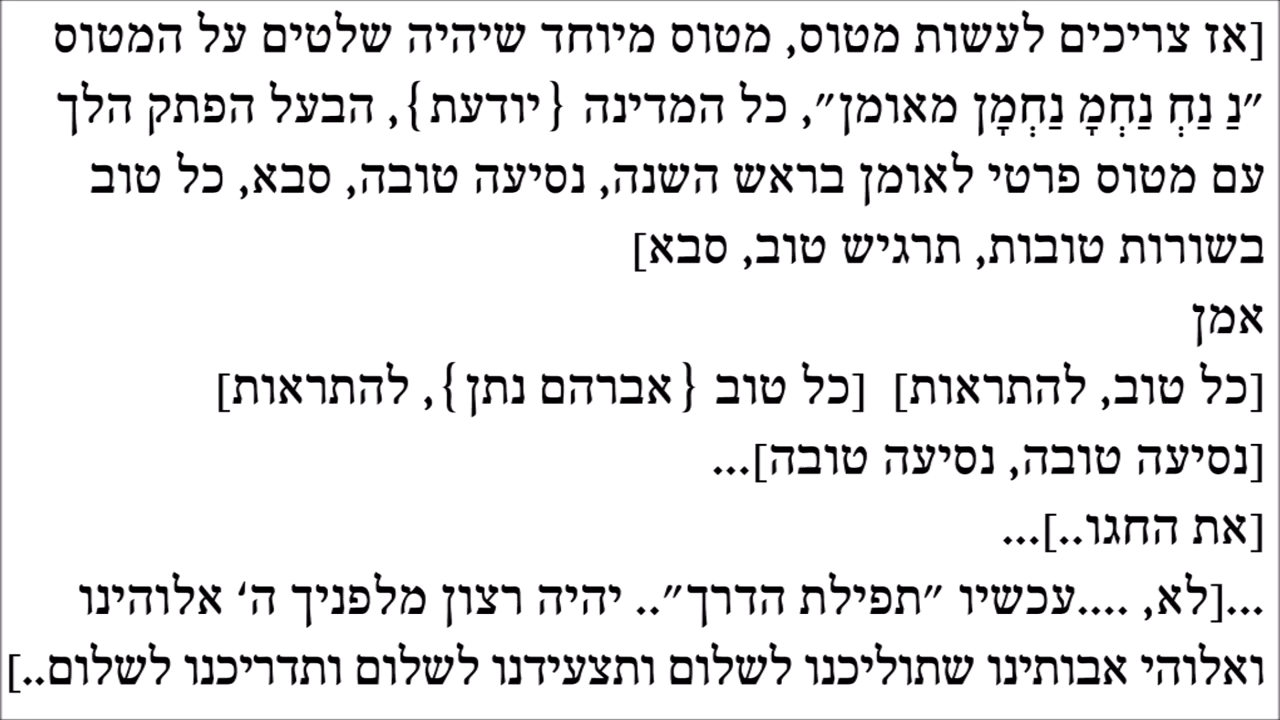 [אז צריכים לעשות מטוס, מטוס מיוחד שיהיה שלטים על המטוס
"נַ נַחְ נַחְמָ נַחְמָן מאומן", כל המדינה {יודעת}, הבעל הפתק הלך
עם מטוס פרטי לאומן בראש השנה, נסיעה טובה, סבא, כל טוב
בשורות טובות, תרגיש טוב, סבא]
אמן
[כל טוב, להתראות] [כל טוב {אברהם נתן}, להתראות]
[נסיעה טובה, נסיעה טובה]...
[את החגו..]...
...[לא, ....עכשיו "תפילת הדרך".. יהיה רצון מלפניך ה' אלוהינו
ואלוהי אבותינו שתוליכנו לשלום ותצעידנו לשלום ותדריכנו לשלום..]